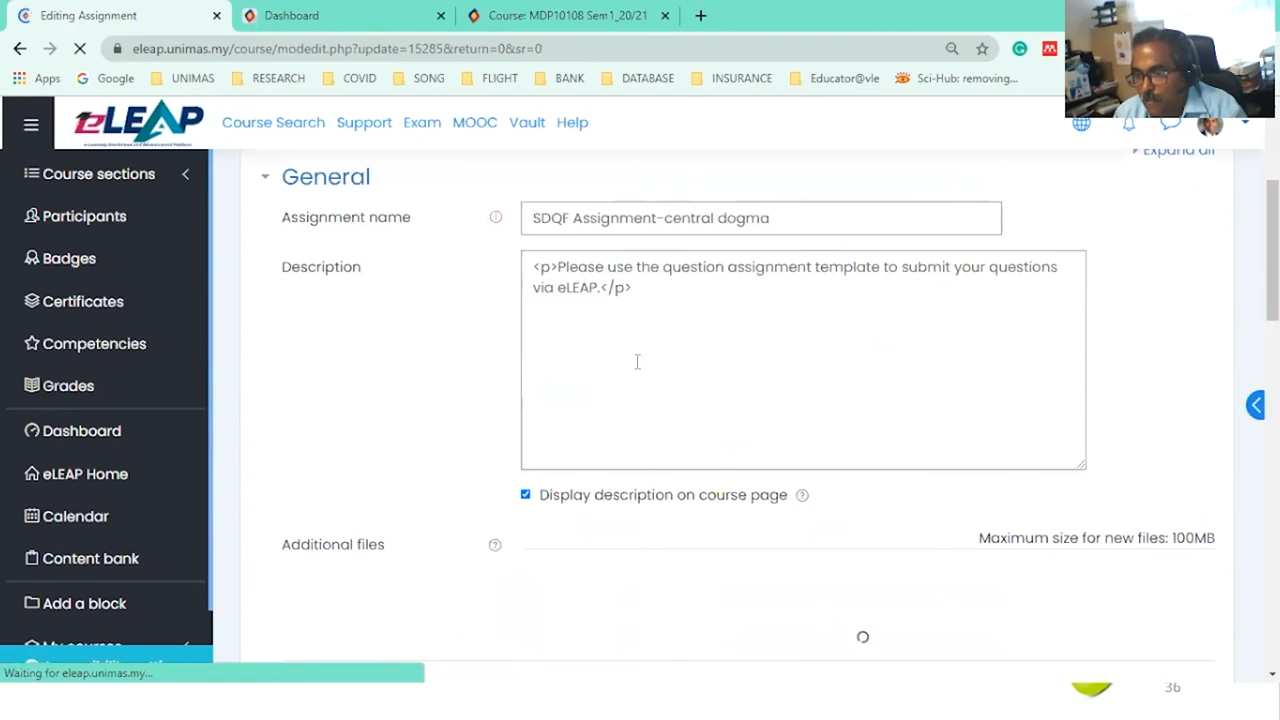 Editing Assignment
Dashboard
Course: MDP10108 Sem1_20/21
eleap.unimas.my/course/modedit.php?update=15285&return=0&sr=0
Apps
Google
UNIMAS
RESEARCH
COVID
SONG
FLIGHT
BANK
DATABASE
INSURANCE
Educator@vle
Sci-Hub: removing...
eLEAP
Course Search
Support
Exam
MOOC
Vault
Help
Expand all
Course sections
Participants
Badges
Certificates
Competencies
Grades
Dashboard
eLEAP Home
Calendar
Content bank
Add a block
My courses
General
Assignment name
SDQF Assignment-central dogma
Description
<p>Please use the question assignment template to submit your questions
via eLEAP.</p>
Display description on course page
Additional files
Maximum size for new files: 100MB
Waiting for eleap.unimas.my...
36